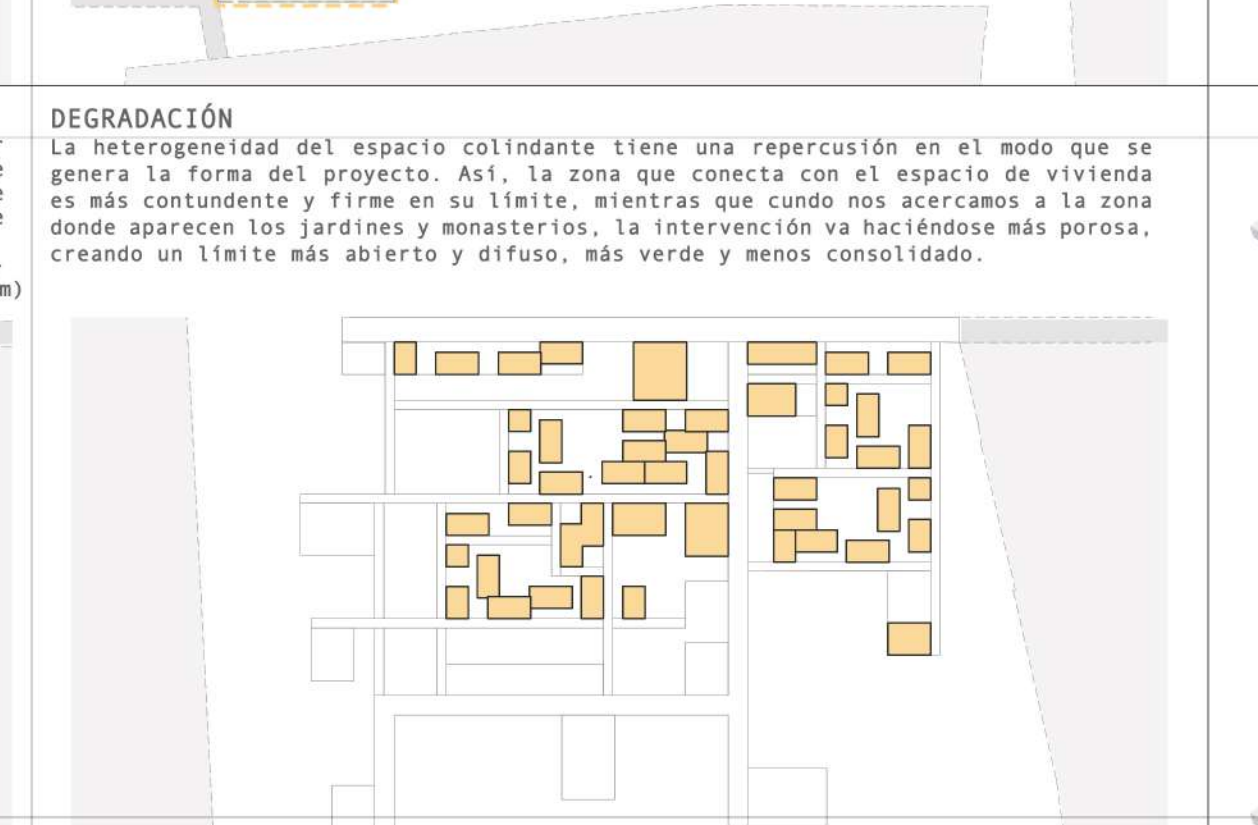 DEGRADACIÓN
La heterogeneidad del espacio colindante tiene una repercusión en el modo que se
genera la forma del proyecto. Así, la zona que conecta con el espacio de vivienda
es más contundente y firme en su límite, mientras que cundo nos acercamos a la zona
donde aparecen los jardines y monasterios, la intervención va haciéndose más porosa,
creando un límite más abierto y difuso, más verde y menos consolidado.
m)